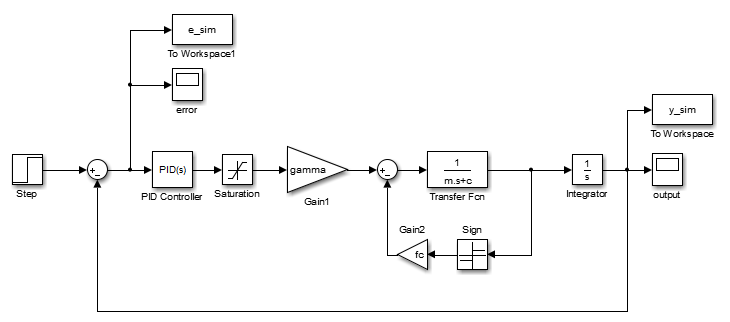 e_sim
To Workspace1
error
y_sim
To Workspace
Step
+
-
PID(s)
PID Controller
Saturation
gamma
Gain1
+
-
1
m.s+c
Transfer Fcn
1
s
Integrator
output
Gain2
fc
Sign